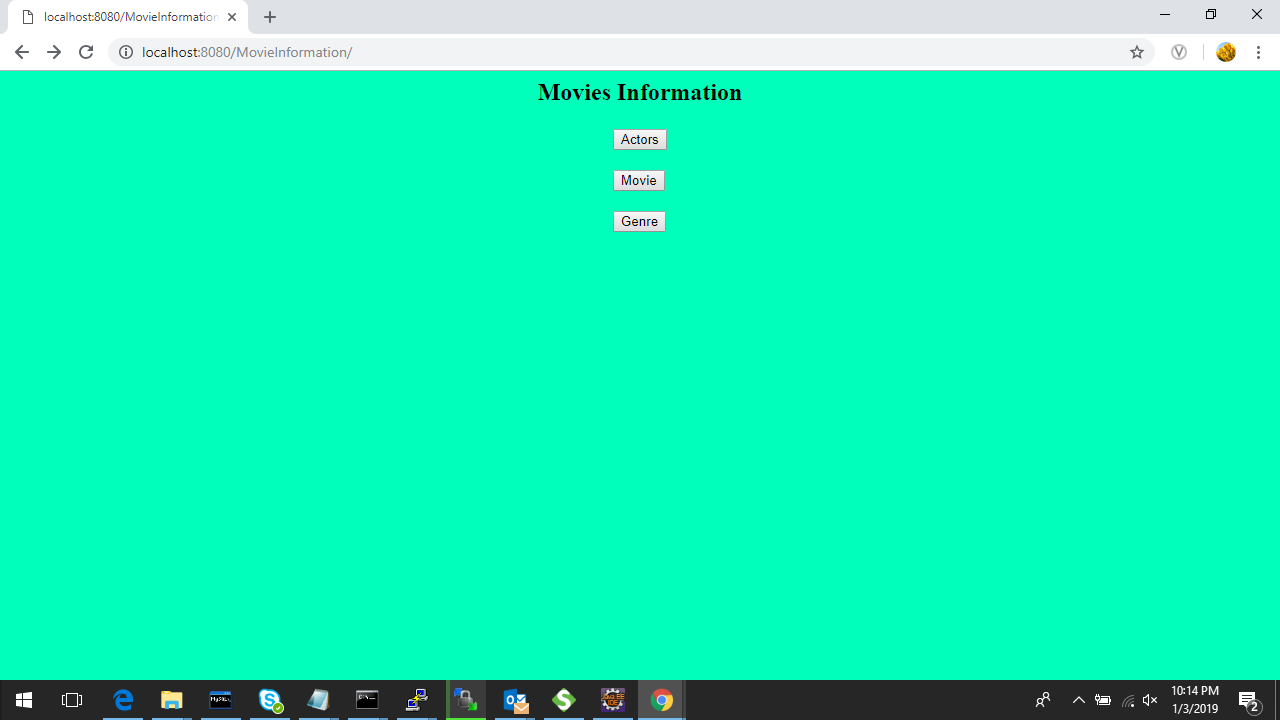 localhost:8080/MovieInformation
localhost:8080/MovieInformation/
Movies Information
Actors
Movie
Genre
10:14 PM
1/3/2019
2